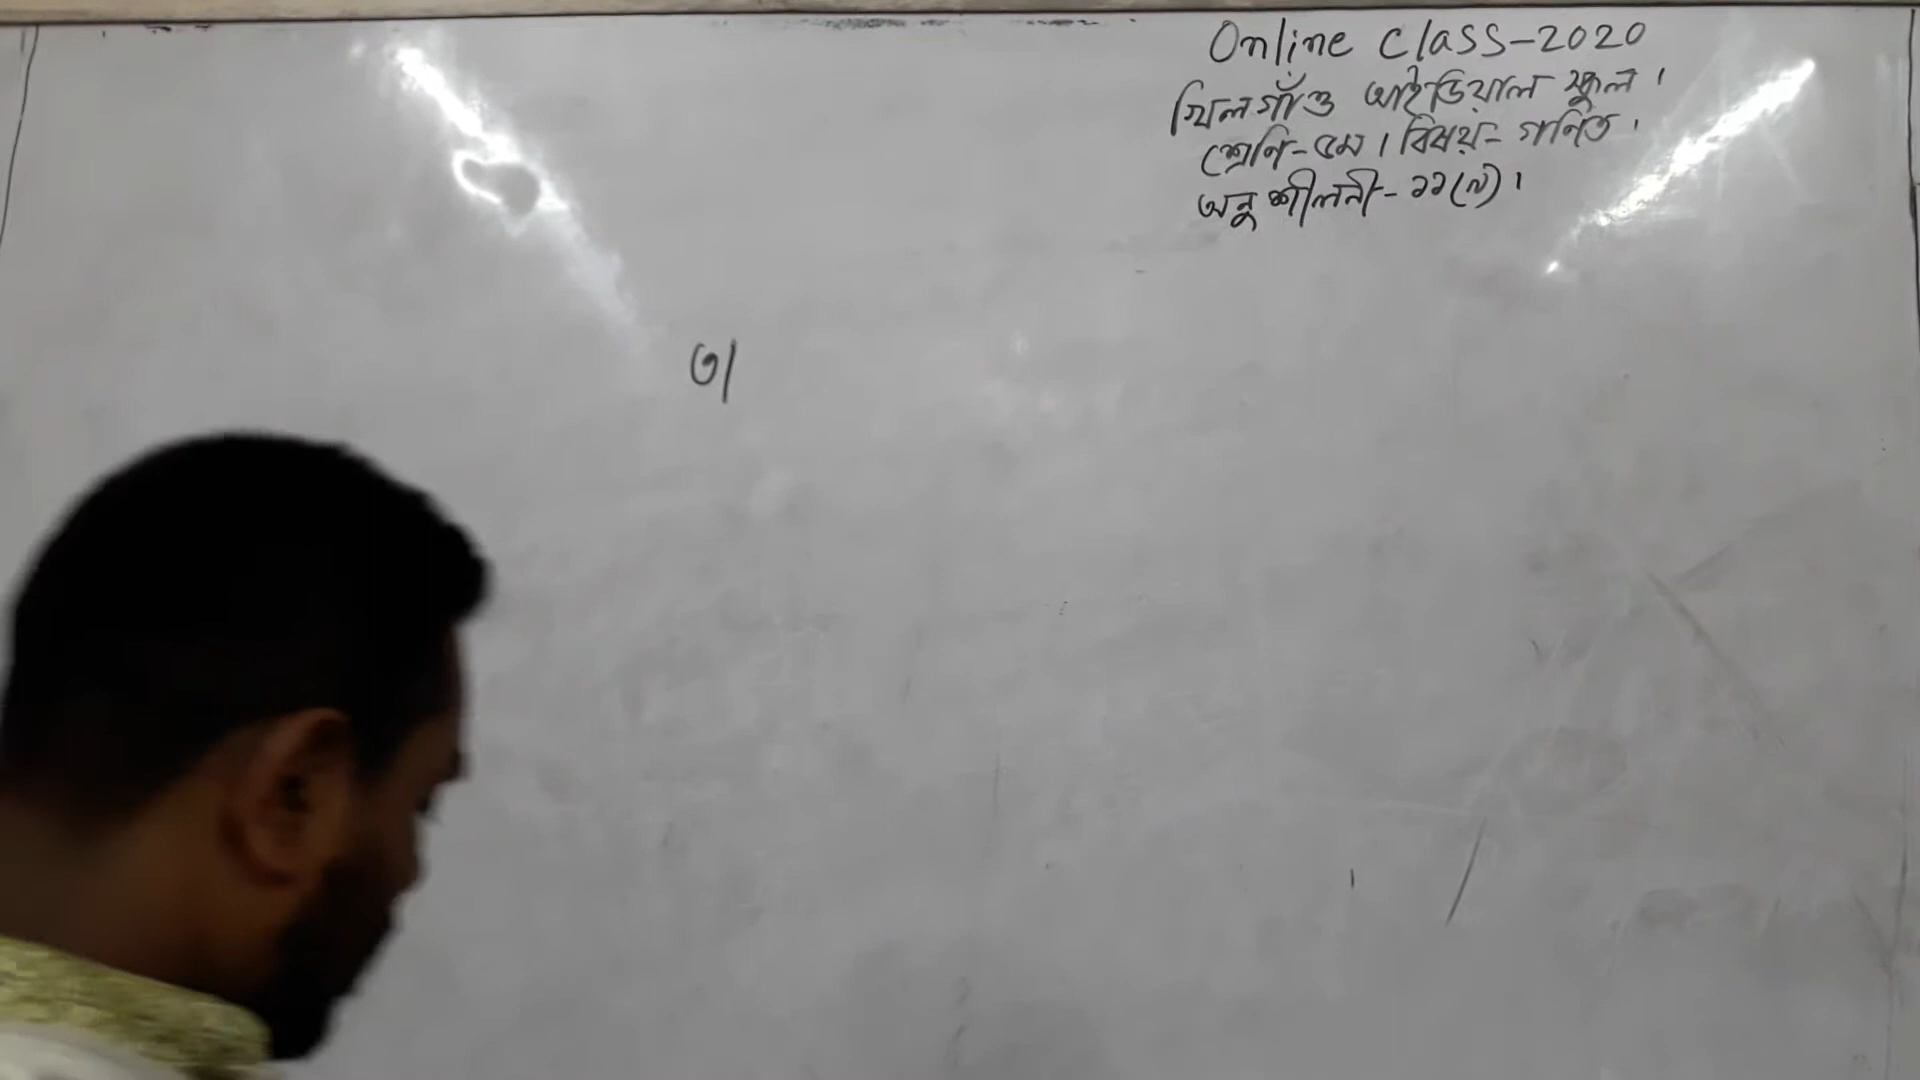 Online Class-2020
খিলগাঁও আইডিয়াল স্কুল।
শ্রেণি-৫ম। বিষয়- গণিত।
অনুশীলনী- ১১(ল)।
৩।